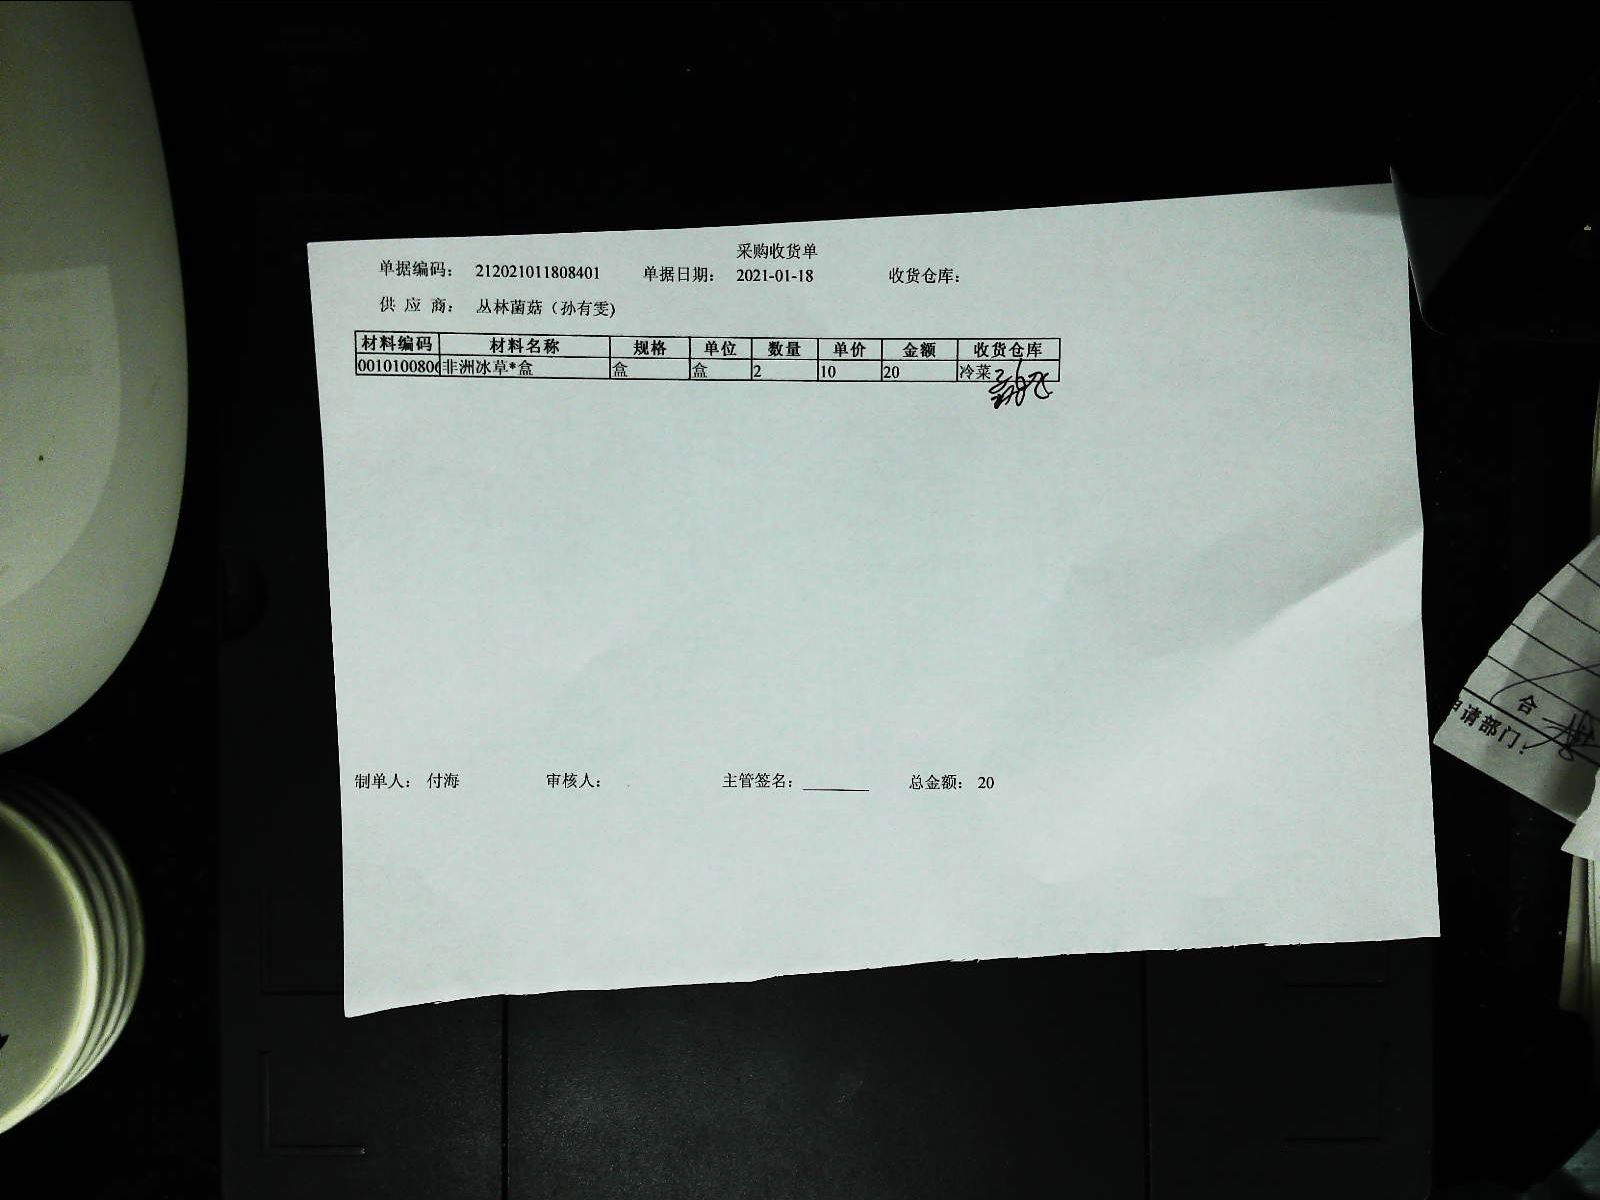 采购收货单
单据编码： 212021011808401 单据日期： 2021-01-18 收货仓库：
供 应 商： 丛林菌菇（孙有雯)
材料编码 材料名称 规格 单位 数量 单价 金额 收货仓库
0010100806 非洲冰草*盒 盒 盒 2 10 20 冷菜
制单人： 付海 审核人： 主管签名： 总金额： 20
合
申请部门：